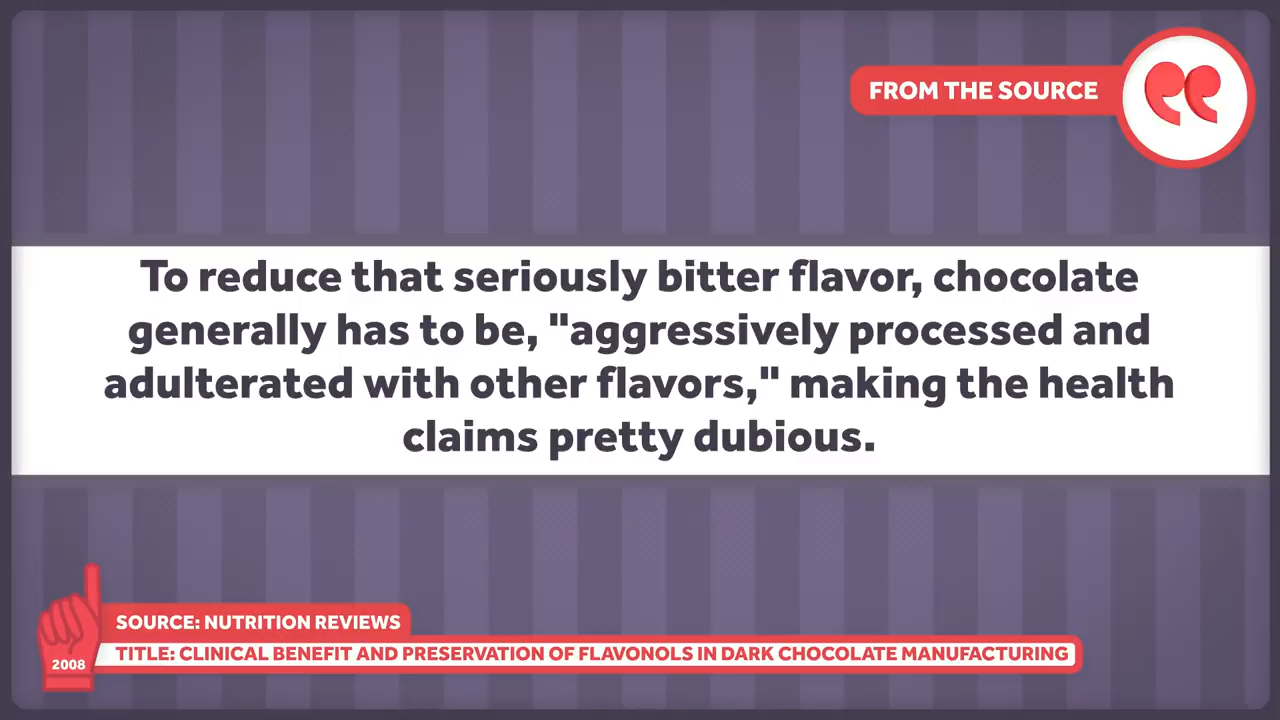 FROM THE SOURCE
To reduce that seriously bitter flavor, chocolate
generally has to be, "aggressively processed and
adulterated with other flavors," making the health
claims pretty dubious.
SOURCE: NUTRITION REVIEWS
2008
TITLE: CLINICAL BENEFIT AND PRESERVATION OF FLAVONOLS IN DARK CHOCOLATE MANUFACTURING